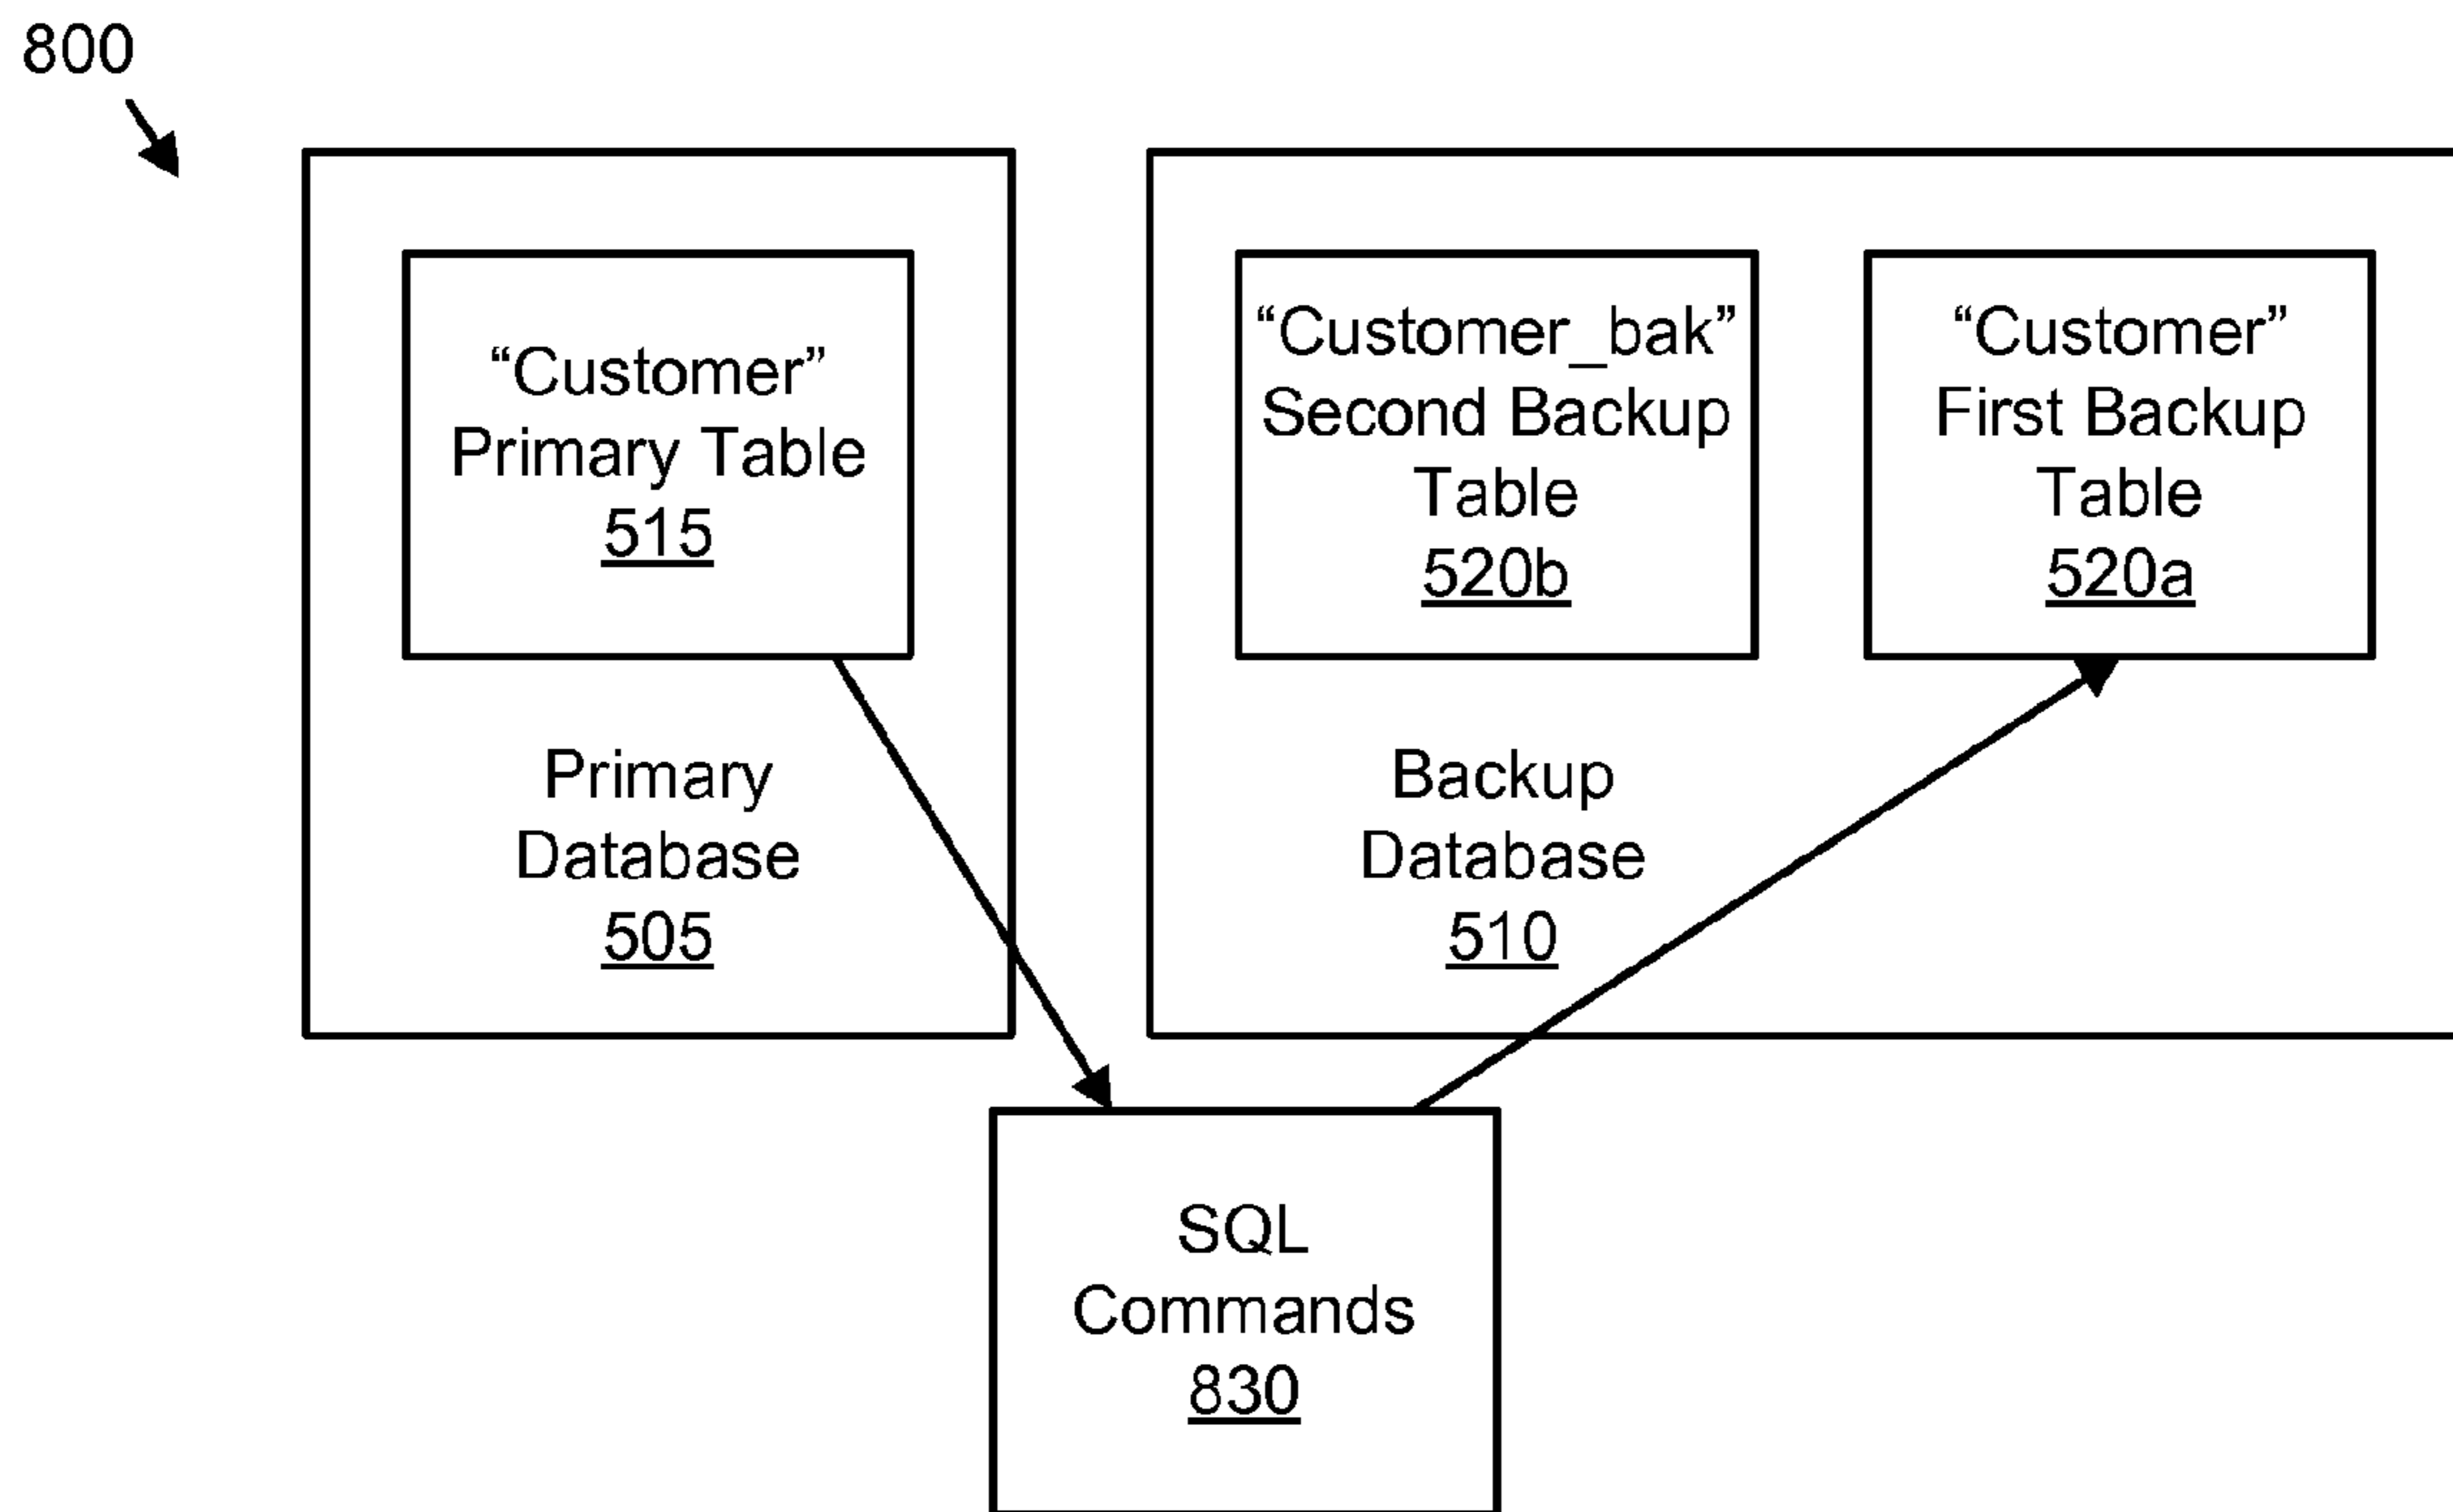 800
“Customer”
Primary Table
515
Primary
Database
505
“Customer_bak”
Second Backup
Table
520b
“Customer”
First Backup
Table
520a
Backup
Database
510
SQL
Commands
830